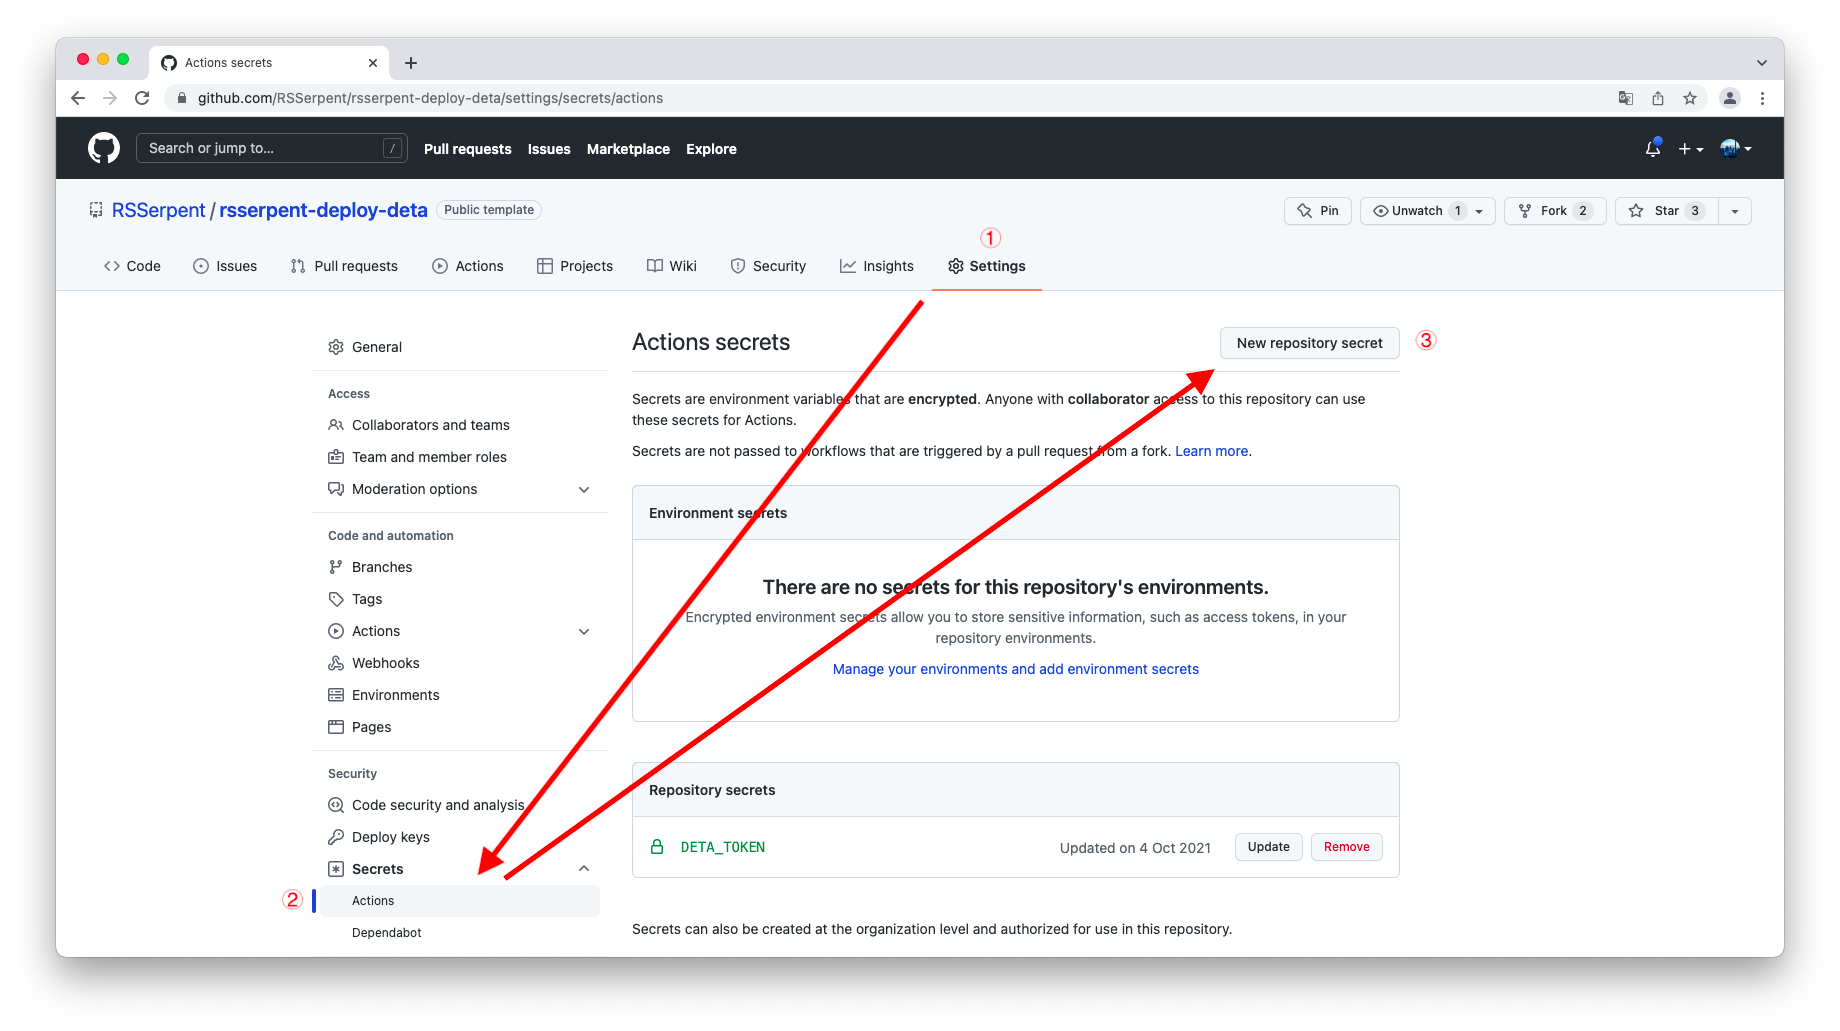 Actions secrets
github.com/RSSerpent/rsserpent-deploy-deta/settings/secrets/actions
Search or jump to... / Pull requests Issues Marketplace Explore
RSSerpent / rsserpent-deploy-deta Public template Pin Unwatch 1 Fork 2 Star 3
①
Code Issues Pull requests Actions Projects Wiki Security Insights Settings
General
Access
Collaborators and teams
Team and member roles
Moderation options
Code and automation
Branches
Tags
Actions
Webhooks
Environments
Pages
Security
Code security and analysis
Deploy keys
Secrets
② Actions
Dependabot
Actions secrets
New repository secret ③
Secrets are environment variables that are encrypted. Anyone with collaborator access to this repository can use
these secrets for Actions.
Secrets are not passed to workflows that are triggered by a pull request from a fork. Learn more.
Environment secrets
There are no secrets for this repository's environments.
Encrypted environment secrets allow you to store sensitive information, such as access tokens, in your
repository environments.
Manage your environments and add environment secrets
Repository secrets
DETA_TOKEN Updated on 4 Oct 2021 Update Remove
Secrets can also be created at the organization level and authorized for use in this repository.